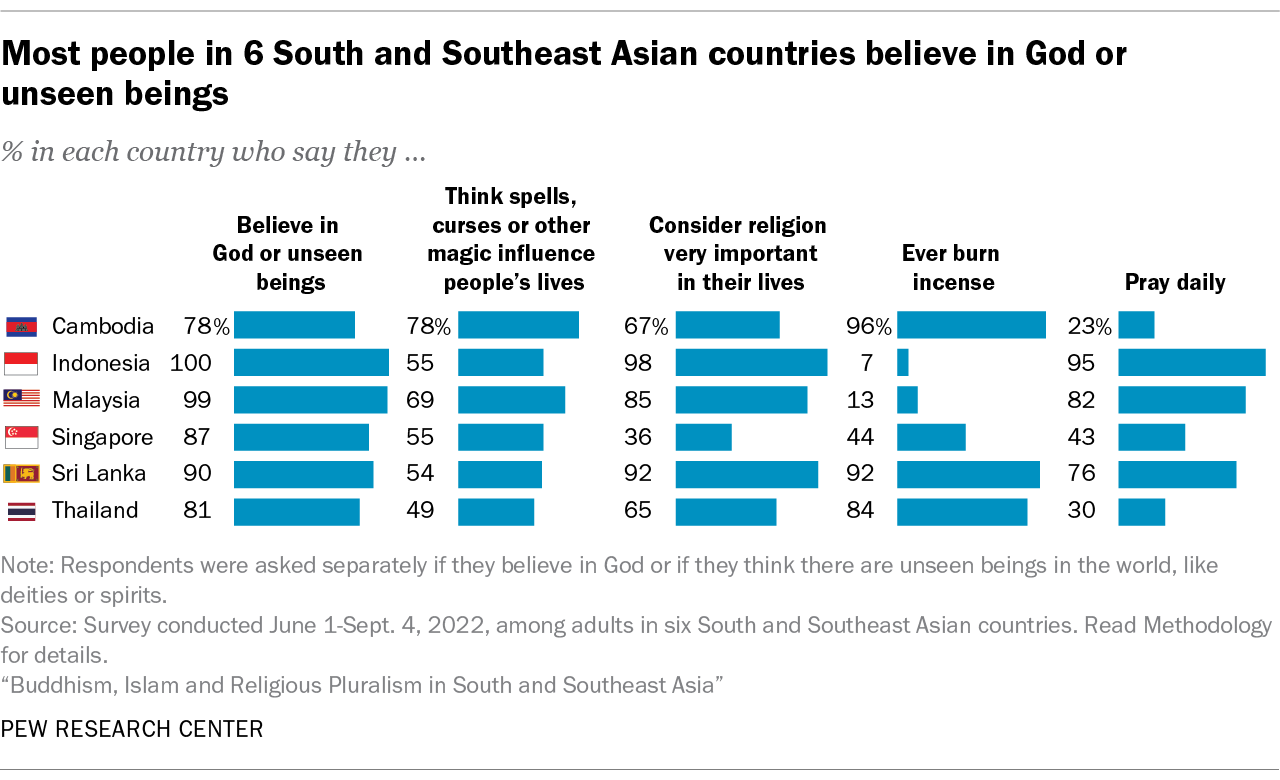 Most people in 6 South and Southeast Asian countries believe in God or
unseen beings
% in each country who say they ...
Believe in
God or unseen
beings
Think spells,
curses or other
magic influence
people's lives
Consider religion
very important
in their lives
Ever burn
incense
Pray daily
Cambodia 78% 78% 67% 96% 23%
Indonesia 100 55 98 7 95
Malaysia 99 69 85 13 82
Singapore 87 55 36 44 43
Sri Lanka 90 54 92 92 76
Thailand 81 49 65 84 30
Note: Respondents were asked separately if they believe in God or if they think there are unseen beings in the world, like
deities or spirits.
Source: Survey conducted June 1-Sept. 4, 2022, among adults in six South and Southeast Asian countries. Read Methodology
for details.
“Buddhism, Islam and Religious Pluralism in South and Southeast Asia”
PEW RESEARCH CENTER